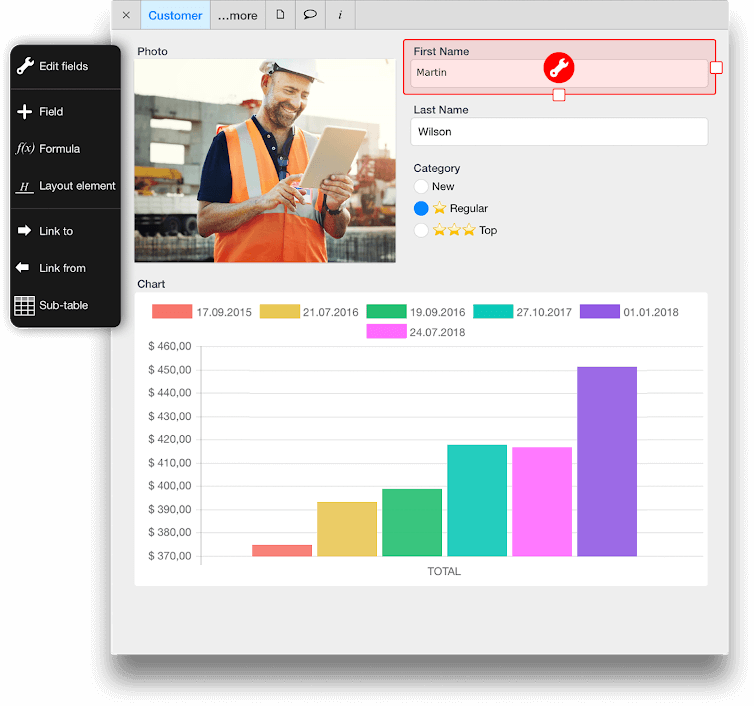 Customer
...more
i
Edit fields
Field
f(x) Formula
H Layout element
Link to
Link from
Sub-table
Photo
First Name
Martin
Last Name
Wilson
Category
New
Regular
Top
Chart
17.09.2015 21.07.2016 19.09.2016 27.10.2017 01.01.2018
24.07.2018
$ 460,00
$ 450,00
$ 440,00
$ 430,00
$ 420,00
$ 410,00
$ 400,00
$ 390,00
$ 380,00
$ 370,00
TOTAL